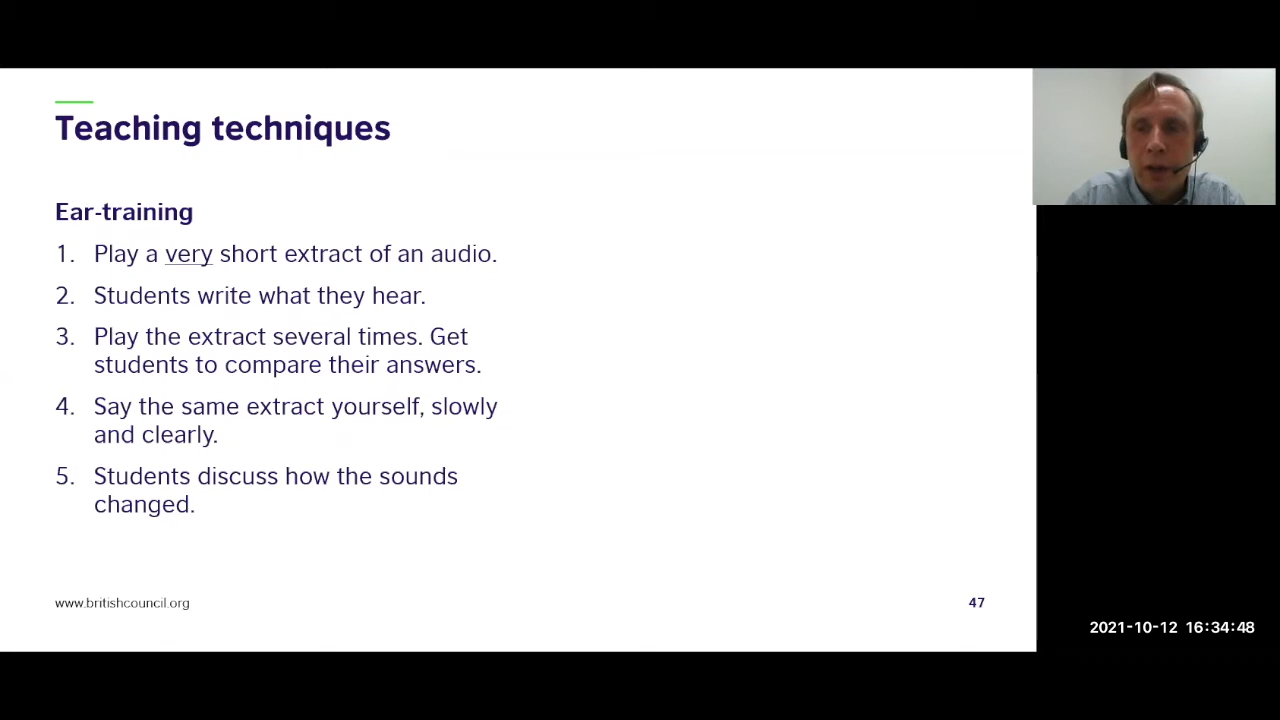 Teaching techniques
Ear-training
1. Play a very short extract of an audio.
2. Students write what they hear.
3. Play the extract several times. Get
students to compare their answers.
4. Say the same extract yourself, slowly
and clearly.
5. Students discuss how the sounds
changed.
www.britishcouncil.org
47
2021-10-12 16:34:48